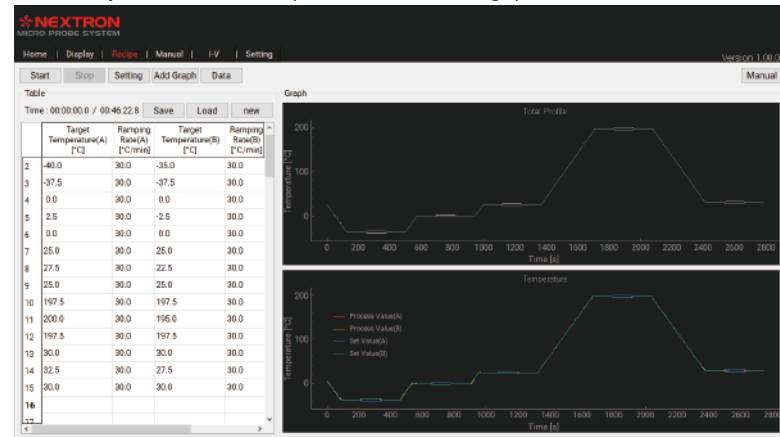 NEXTRON
MICRO PROBE SYSTEM
Home | Display | Recipe | Manual | I-V | Setting
Version 1.00.0
Start Stop Setting Add Graph Data Manual
Table
Time : 00:00:00.0 / 00:46:22.8 Save Load new
Target Temperature(A) [°C] Ramping Rate(A) [°C/min] Target Temperature(B) [°C] Ramping Rate(B) [°C/min]
2 -40.0 30.0 -35.0 30.0
3 -37.5 30.0 -37.5 30.0
4 0.0 30.0 0.0 30.0
5 2.5 30.0 -2.5 30.0
6 0.0 30.0 0.0 30.0
7 25.0 30.0 25.0 30.0
8 27.5 30.0 22.5 30.0
9 25.0 30.0 25.0 30.0
10 197.5 30.0 197.5 30.0
11 200.0 30.0 195.0 30.0
12 197.5 30.0 197.5 30.0
13 30.0 30.0 30.0 30.0
14 32.5 30.0 27.5 30.0
15 30.0 30.0 30.0 30.0
16
17
Graph
Total Profile
Temperature [°C]
200
100
0
0 200 400 600 800 1000 1200 1400 1600 1800 2000 2200 2400 2600 2800
Time [s]
Temperature
Temperature [°C]
200
100
0
Process Value(A)
Process Value(B)
Set Value(A)
Set Value(B)
0 200 400 600 800 1000 1200 1400 1600 1800 2000 2200 2400 2600 2800
Time [s]